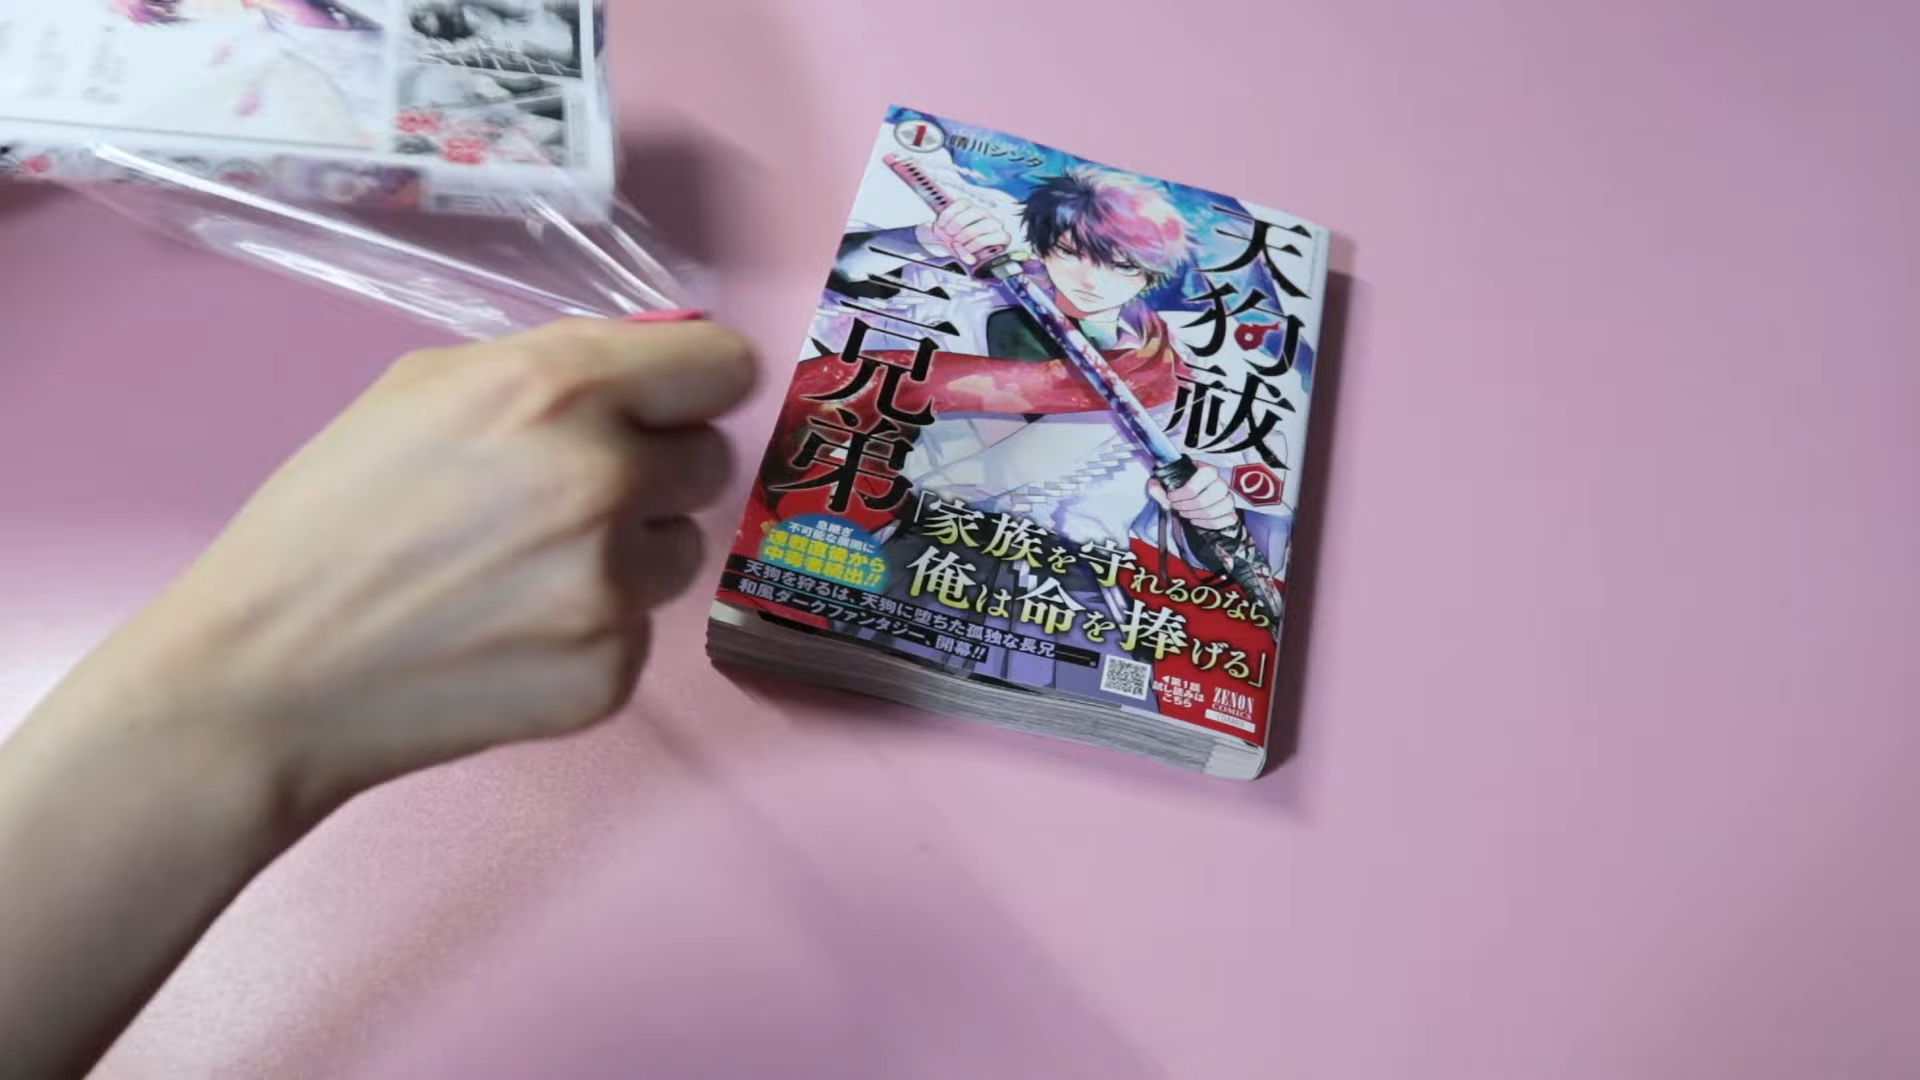 1
晴川シンタ
天狗祓の
三兄弟
「家族を守れるのなら、
俺は命を捧げる」
息継ぎ
不可能な展開に
連載直後から
中毒者続出!!
天狗を狩るは、天狗に堕ちた孤独な長兄――。
和風ダークファンタジー、開幕!!
◀第1話
試し読みは
こちら
ZENON
COMICS